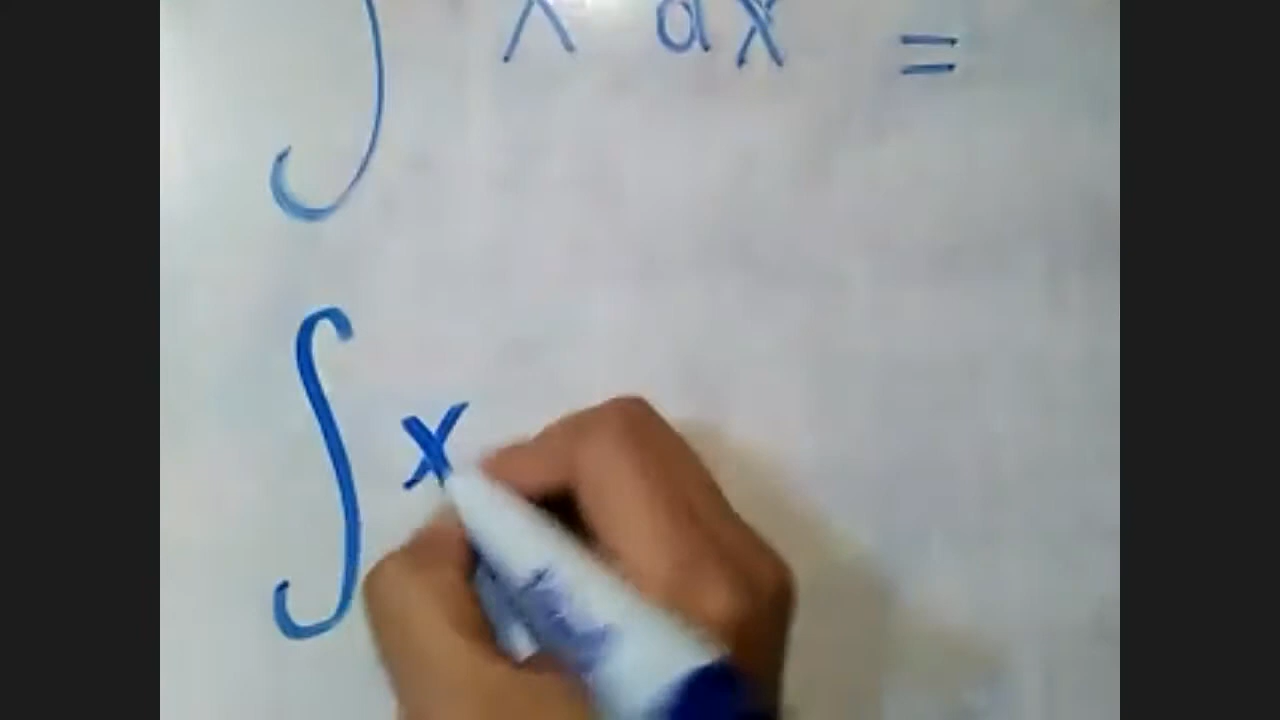 ∫ x dx =
∫ x